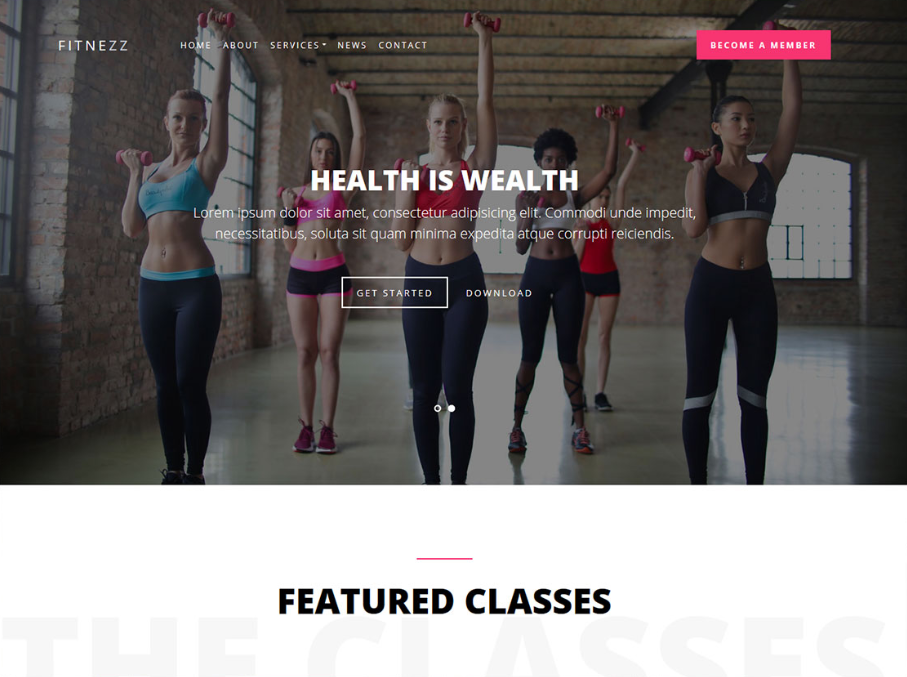 FITNEZZ
HOME ABOUT SERVICES NEWS CONTACT
BECOME A MEMBER
HEALTH IS WEALTH
Lorem ipsum dolor sit amet, consectetur adipisicing elit. Commodi unde impedit,
necessitatibus, soluta sit quam minima expedita atque corrupti reiciendis.
GET STARTED DOWNLOAD
FEATURED CLASSES
THE CLASSES